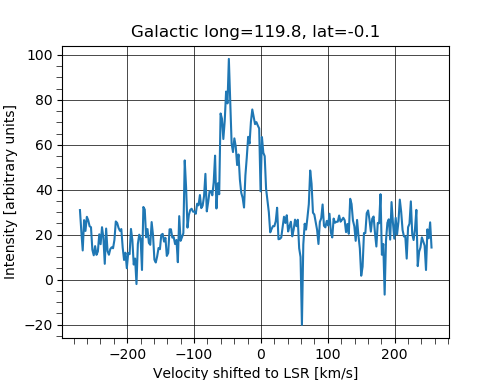 Galactic long=119.8, lat=-0.1
100
80
60
40
20
0
−20
Intensity [arbitrary units]
−200 −100 0 100 200
Velocity shifted to LSR [km/s]